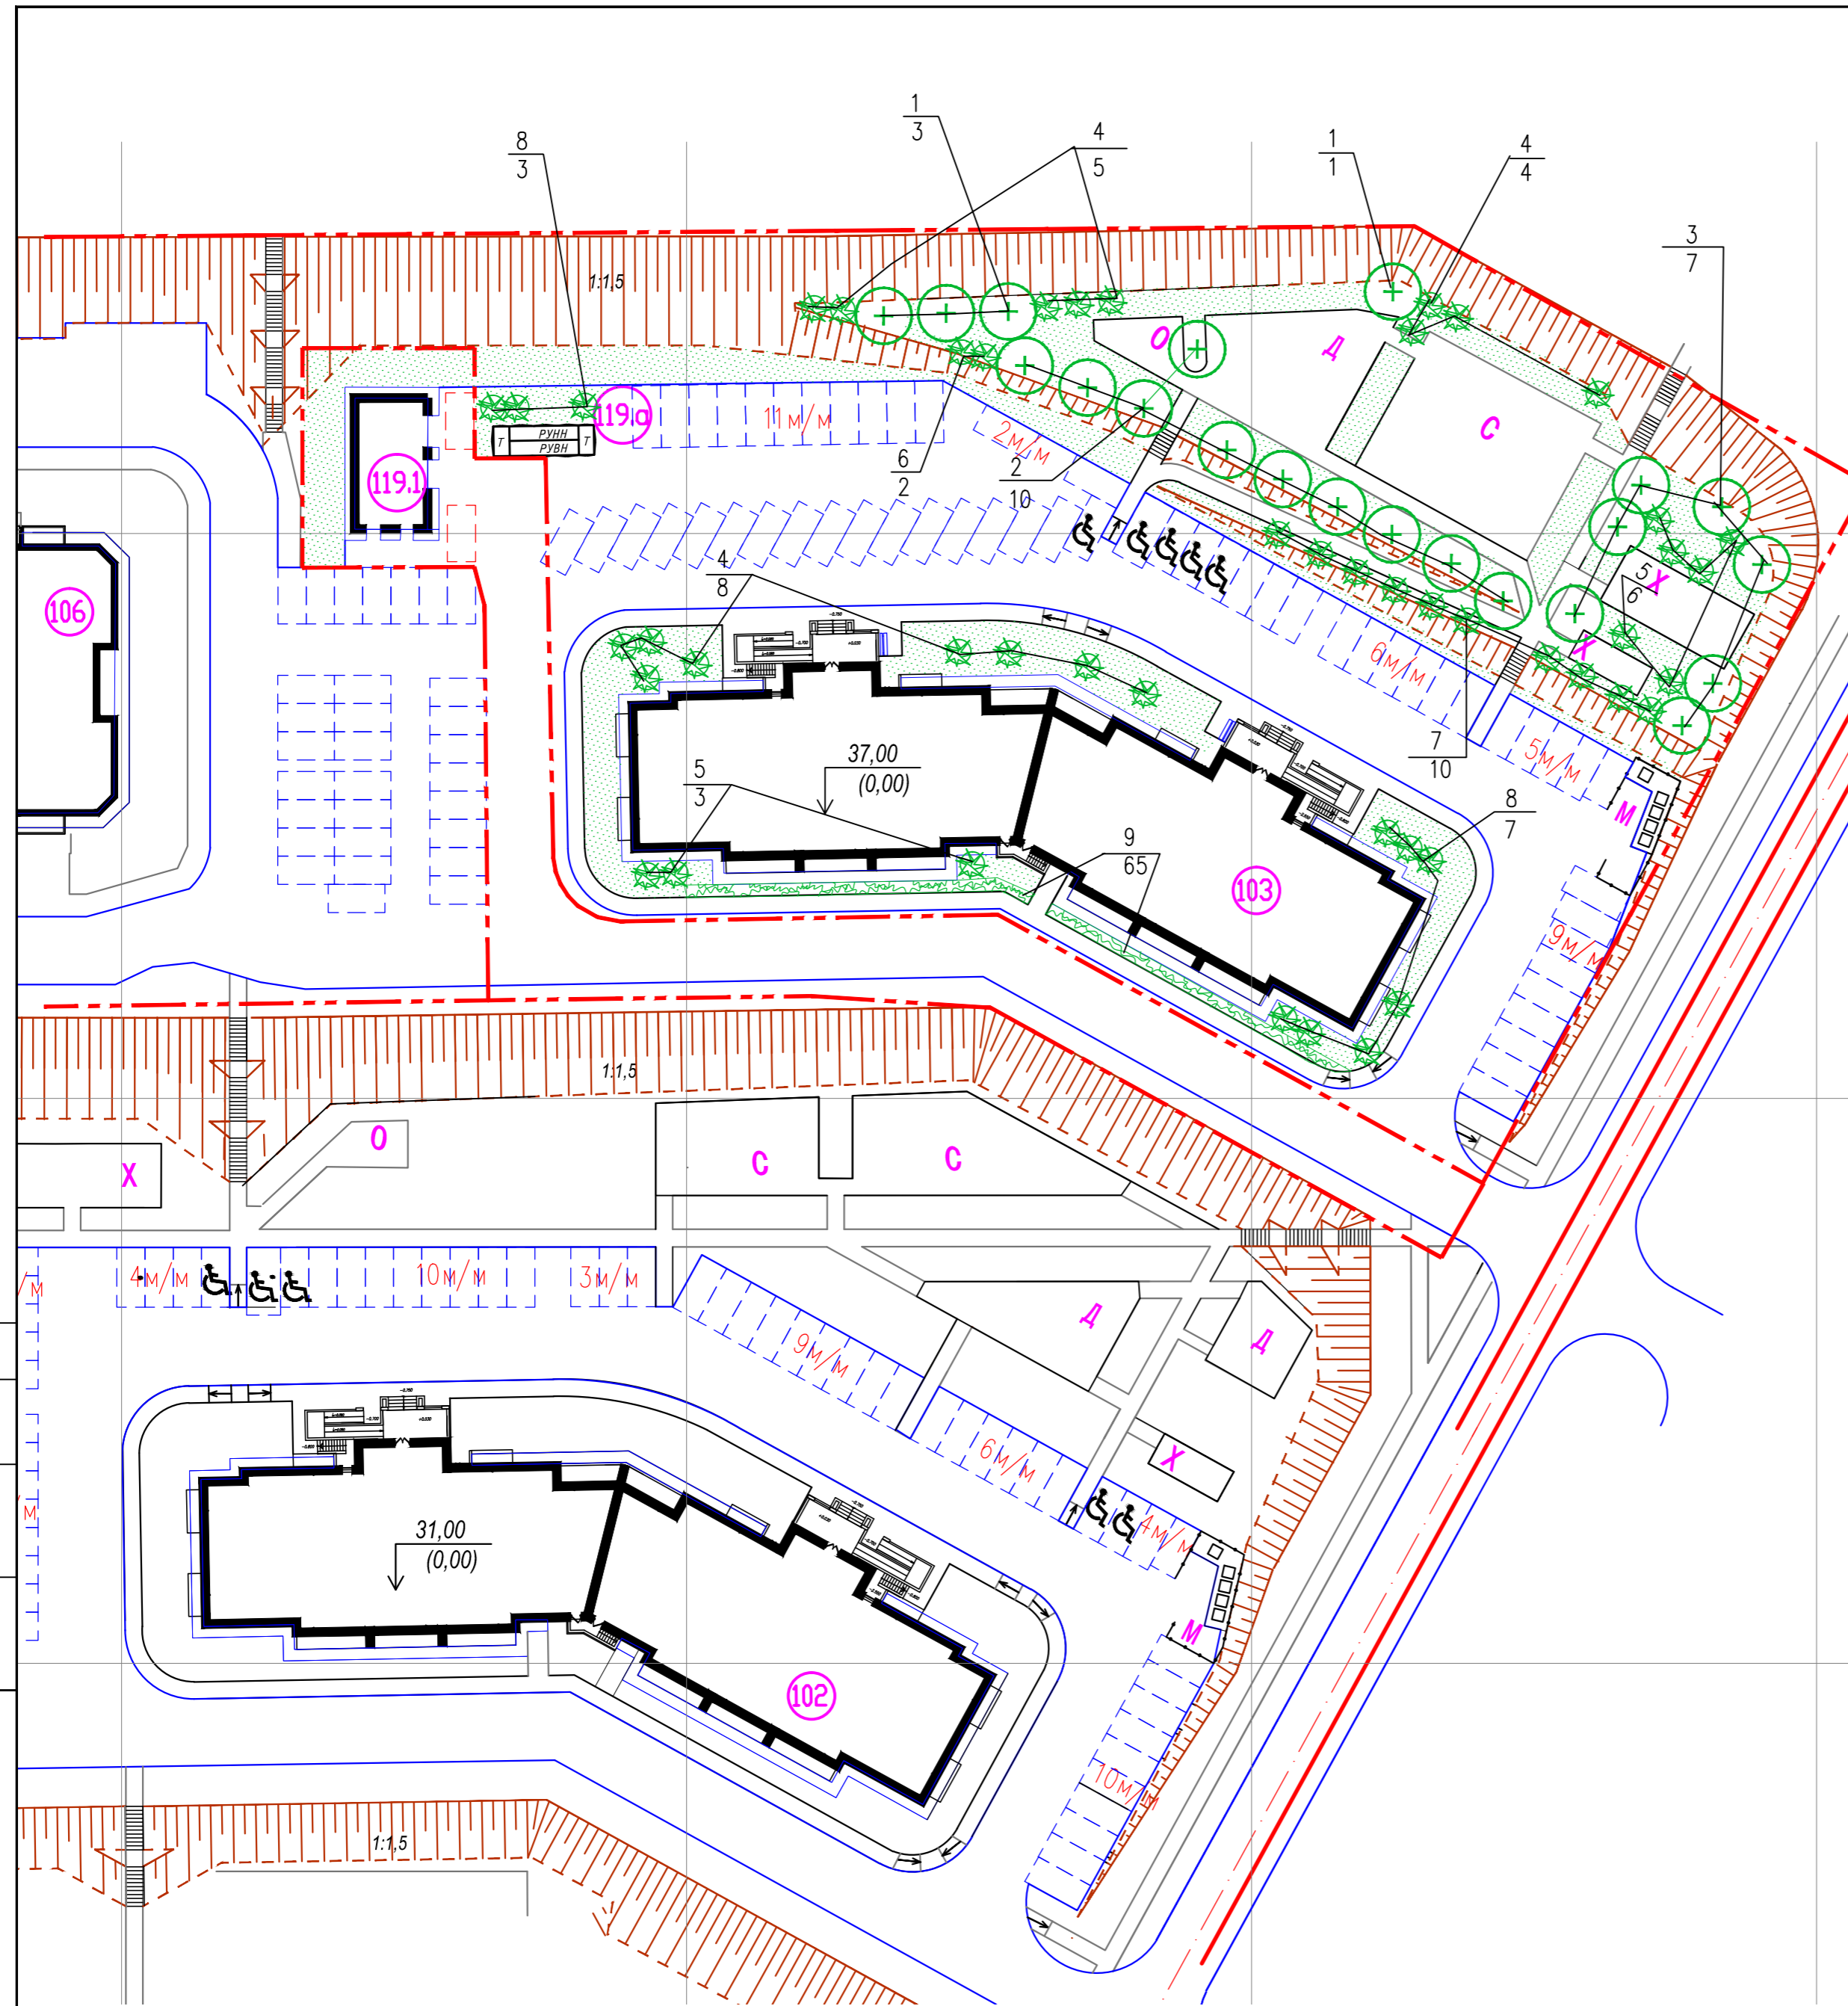 1
3
4
5
8
3
1
1
4
4
3
7
1:1,5
О
Д
119.а
11м/м
С
2м/м
РУНН
Т
Т
РУВН
6
2
2
10
119.1
4
8
5
6
Х
106
Х
6м/м
7
10
37,00
(0,00)
5м/м
5
3
8
7
М
9
65
103
9м/м
1:1,5
О
С
С
Х
/м
4м/м
10м/м
3м/м
Д
Д
9м/м
6м/м
Х
м
4м/м
31,00
(0,00)
М
102
10м/м
1:1,5